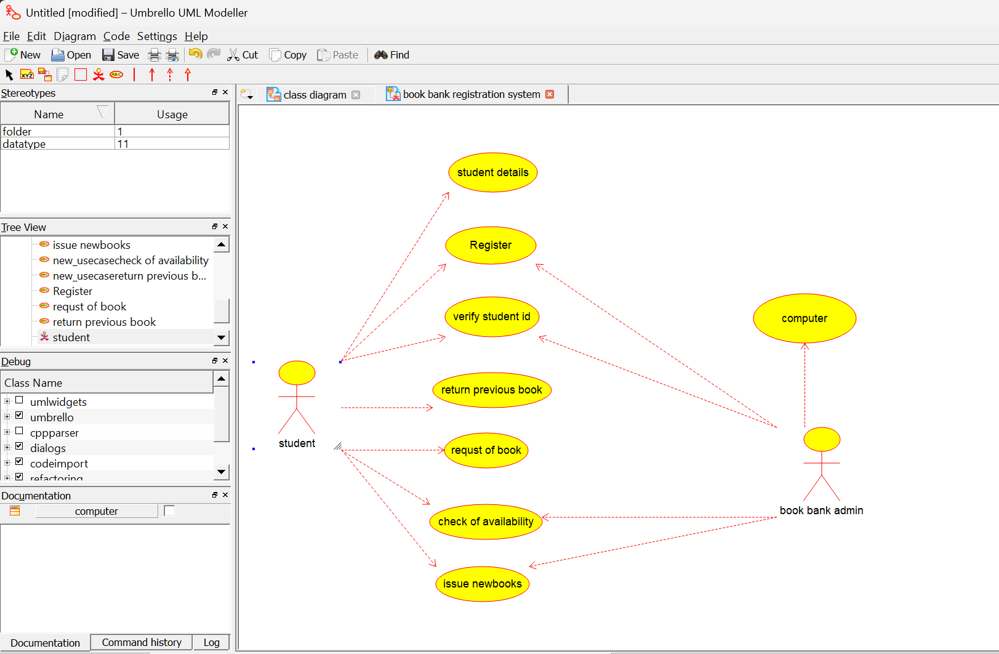 Untitled [modified] – Umbrello UML Modeller
File Edit Diagram Code Settings Help
New Open Save Cut Copy Paste Find
XYZ XYZ ABC
Stereotypes
Name Usage
folder 1
datatype 11
Tree View
issue newbooks
new_usecasecheck of availability
new_usecasereturn previous b...
Register
requst of book
return previous book
student
Debug
Class Name
umlwidgets
umbrello
cppparser
dialogs
codeimport
refactoring
Documentation
computer
Documentation Command history Log
class diagram book bank registration system
student details
Register
verify student id
computer
return previous book
student
requst of book
book bank admin
check of availability
issue newbooks